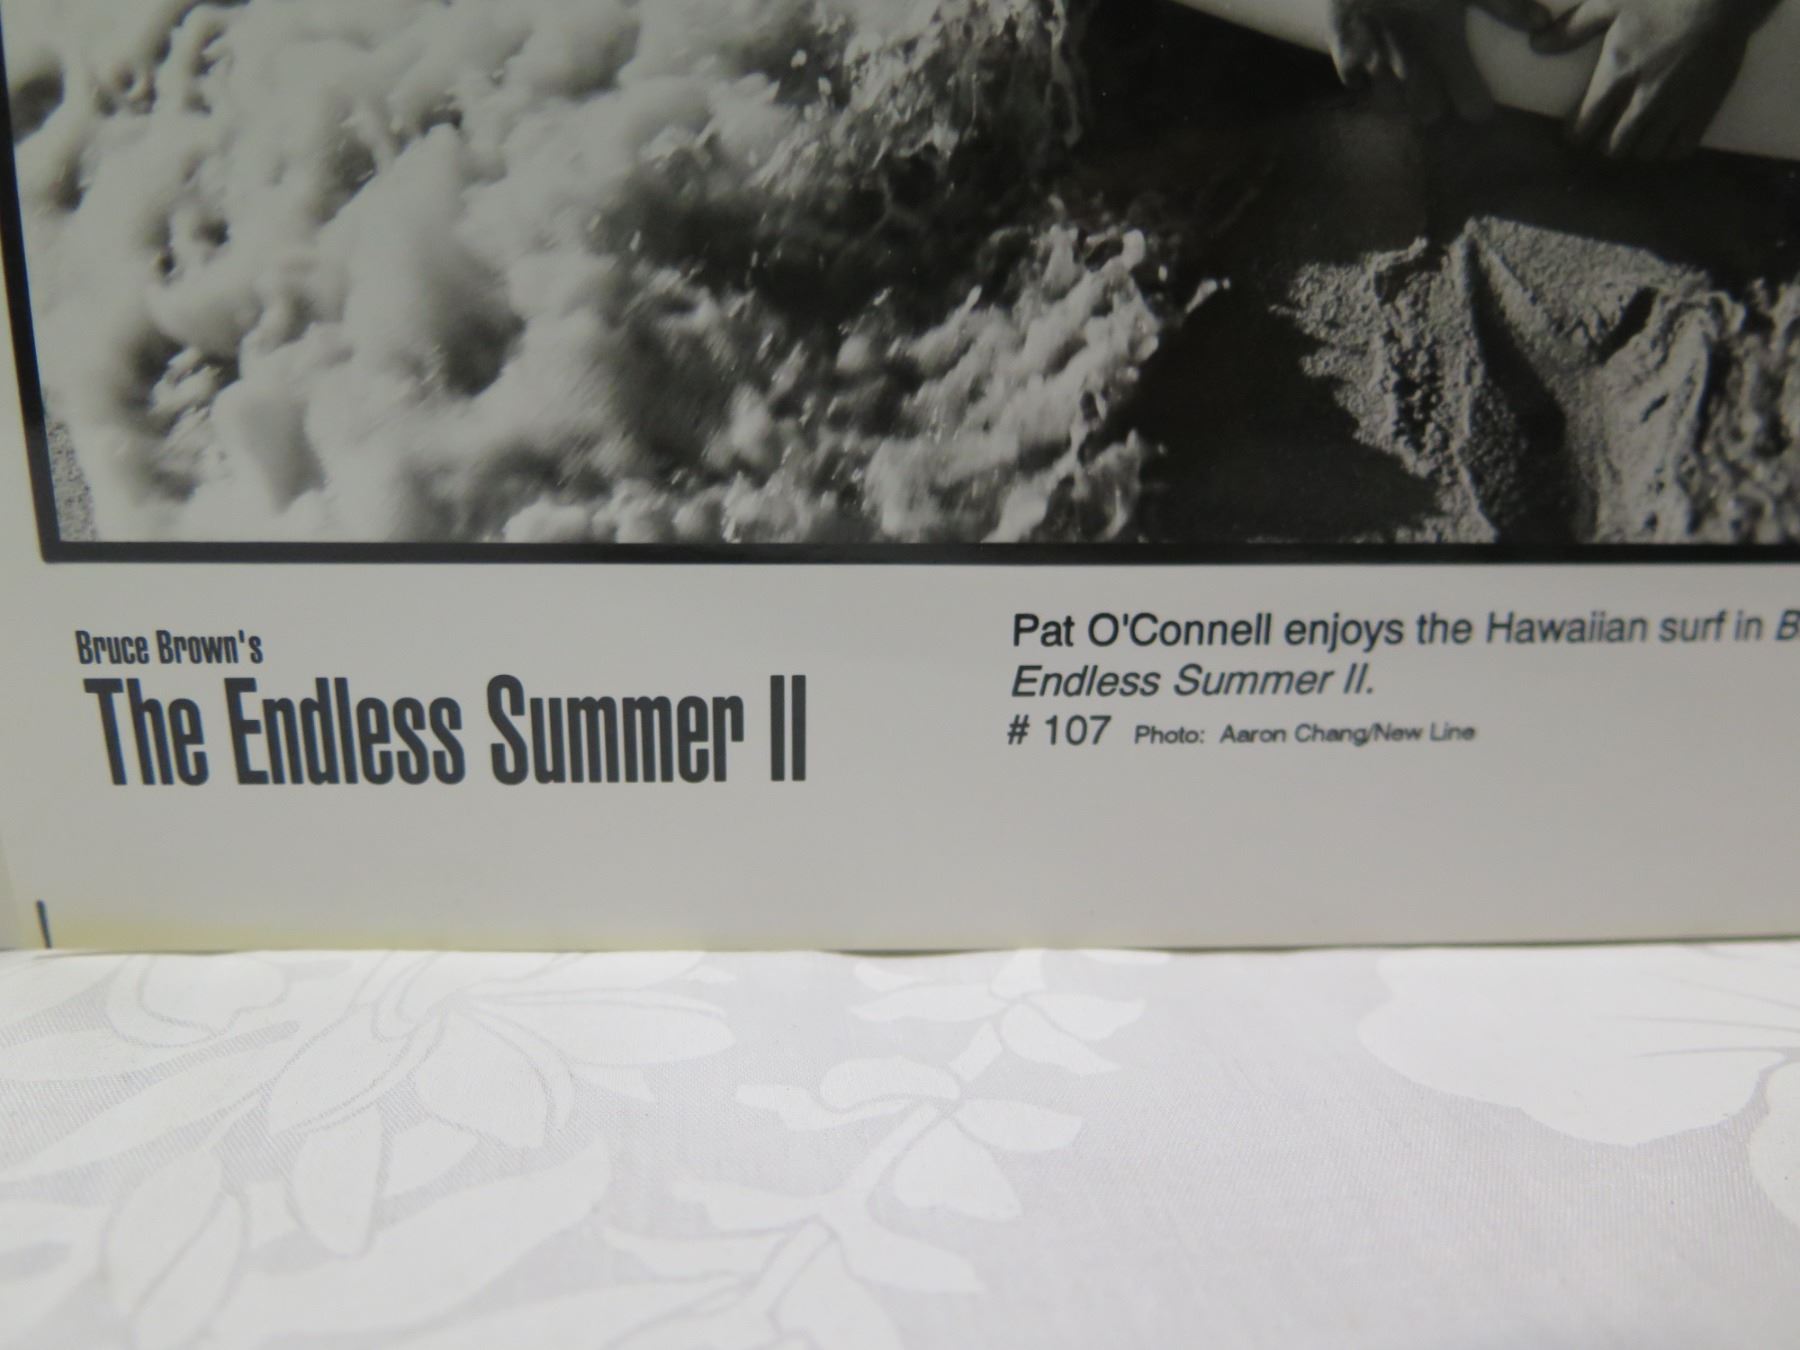 Bruce Brown's
The Endless Summer II
Pat O'Connell enjoys the Hawaiian surf in B
Endless Summer II.
# 107 Photo: Aaron Chang/New Line